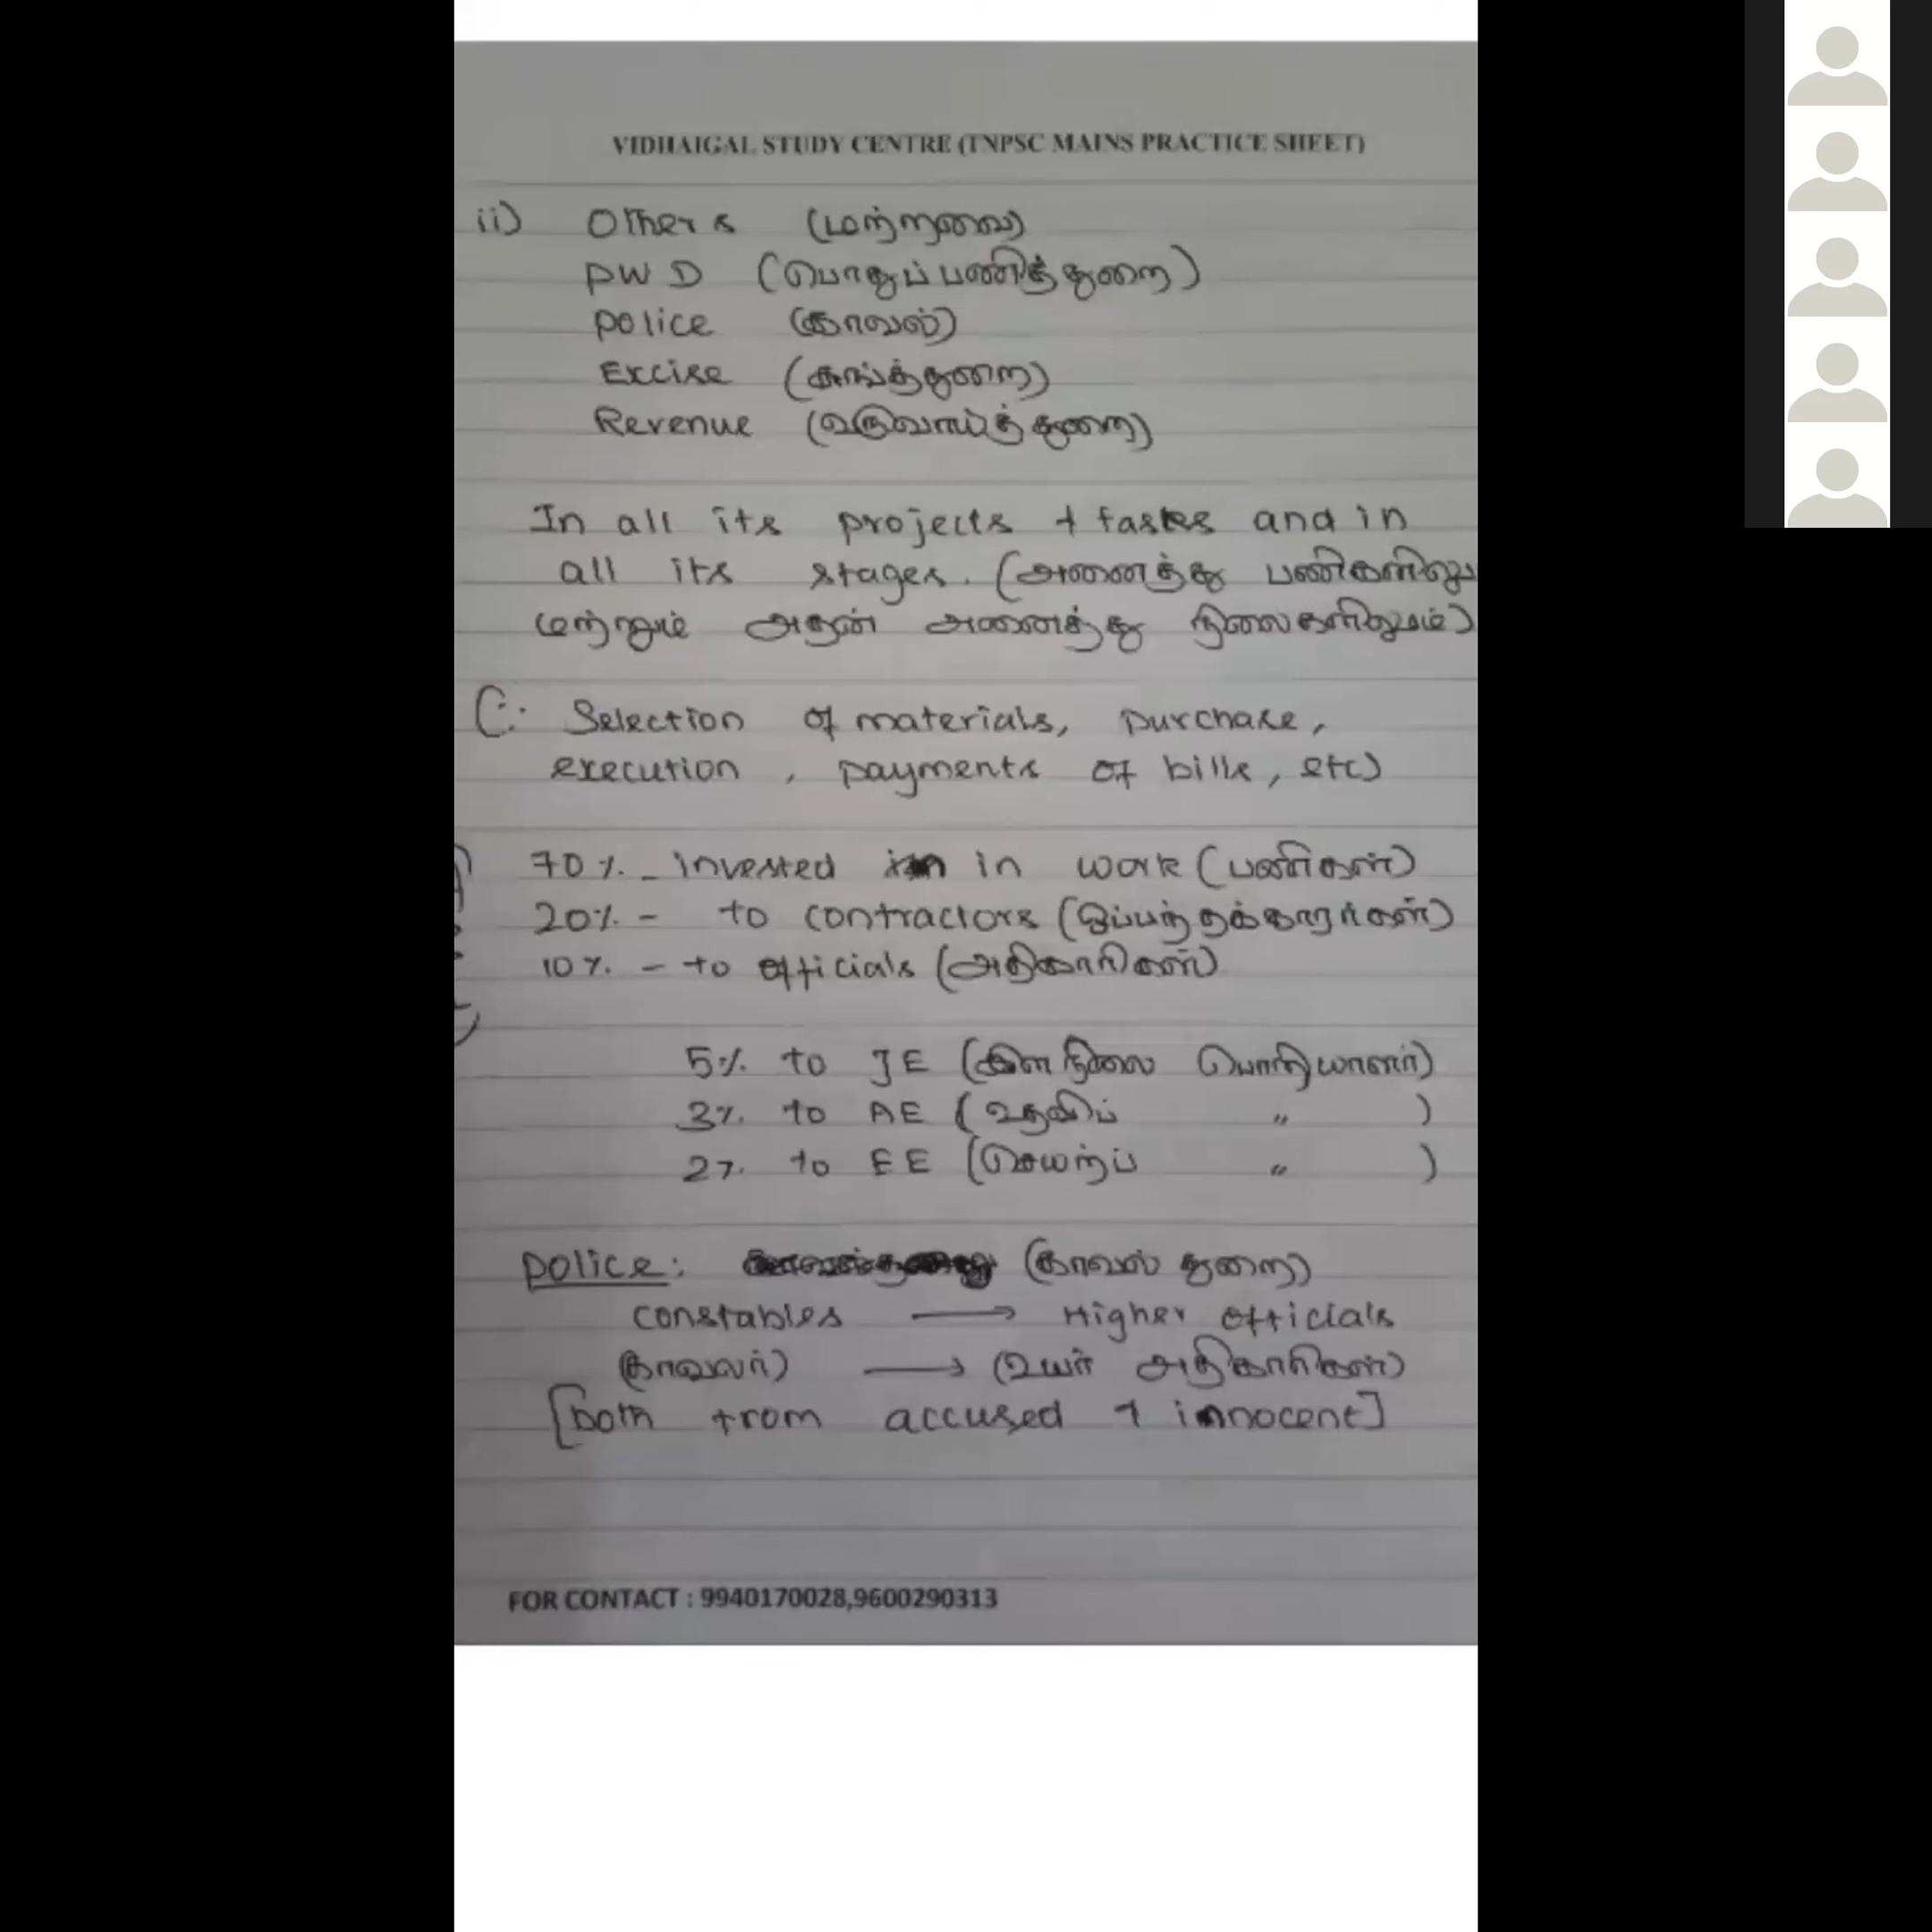 VIDHAIGAL STUDY CENTRE (TNPSC MAINS PRACTICE SHEET)
ii) Others (மற்றவை)
PWD (பொதுப்பணித்துறை)
Police (காவல்)
Excise (சுங்த்துறை)
Revenue (வருவாய்த்துறை)
In all its projects + taskes and in
all its stages. (அனைத்து பணிகளிலு
மற்றும் அதன் அனைத்து நிலைகளிலும்)
(∵ Selection of materials, purchase,
execution, payments of bills, etc)
70% - invested in work (பணிகள்)
20% - to contractors (ஒப்பந்தக்காரர்கள்)
10% - to officials (அதிகாரிகள்)
5% to JE (இளநிலை பொறியாளர்)
3% to AE (உதவிப் " )
2% to EE (செயற்ப் " )
Police: (காவல் துறை)
Constables → Higher officials
(காவலர்) → (உயர் அதிகாரிகள்)
[both from accused + innocent]
FOR CONTACT : 9940170028,9600290313